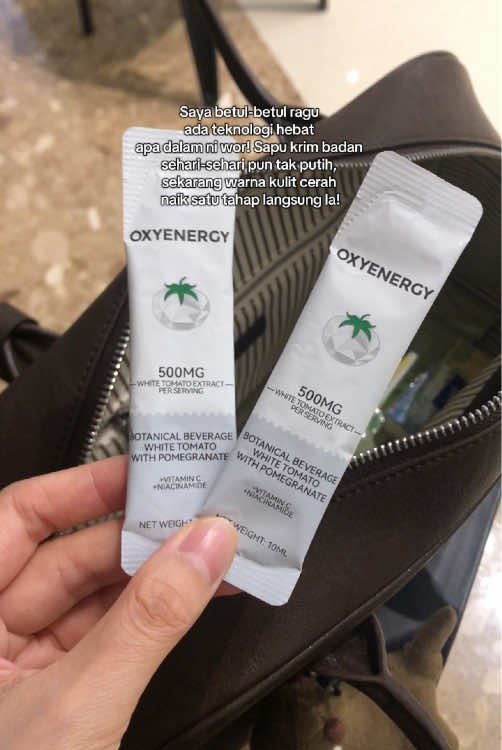 Saya betul-betul ragu
ada teknologi hebat
apa dalam ni wor! Sapu krim badan
sehari-sehari pun tak putih,
sekarang warna kulit cerah
naik satu tahap langsung la!
OXYENERGY
500MG
WHITE TOMATO EXTRACT
PER SERVING
BOTANICAL BEVERAGE
WHITE TOMATO
WITH POMEGRANATE
+VITAMIN C
+NIACINAMIDE
NET WEIGHT
OXYENERGY
500MG
WHITE TOMATO EXTRACT
PER SERVING
BOTANICAL BEVERAGE
WHITE TOMATO
WITH POMEGRANATE
+VITAMIN C
+NIACINAMIDE
NET WEIGHT: 10ML